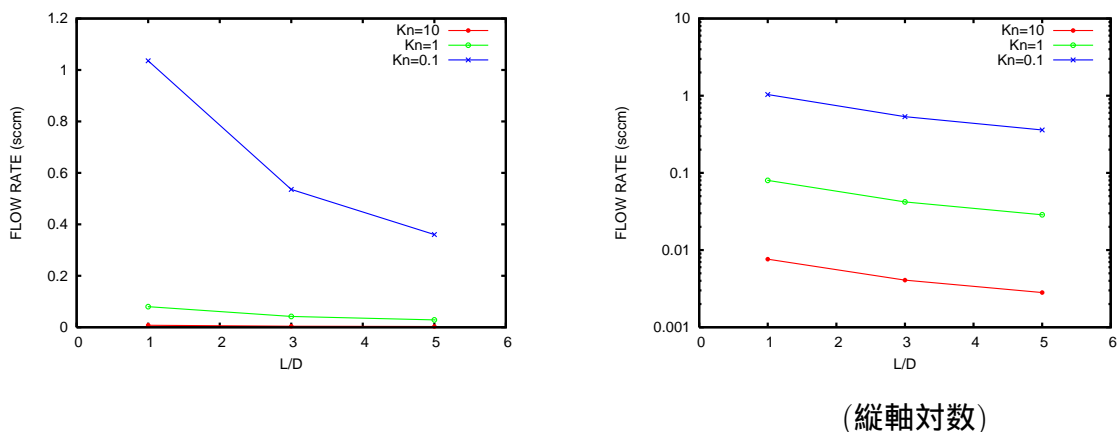 1.2
1
0.8
0.6
0.4
0.2
0
0 1 2 3 4 5 6
FLOW RATE (sccm)
L/D
Kn=10
Kn=1
Kn=0.1
10
1
0.1
0.01
0.001
0 1 2 3 4 5 6
FLOW RATE (sccm)
L/D
Kn=10
Kn=1
Kn=0.1
(縦軸対数)